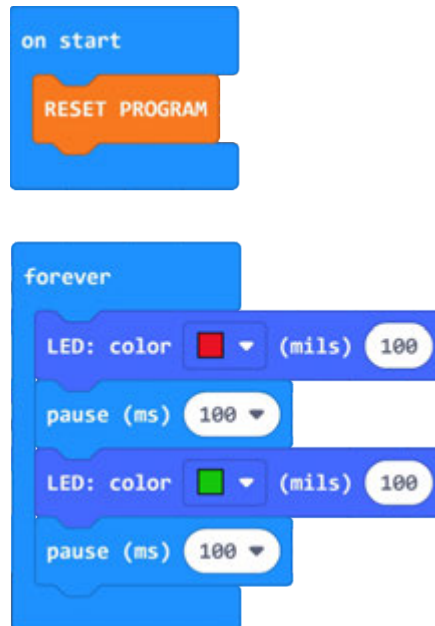 on start
RESET PROGRAM
forever
LED: color (mils) 100
pause (ms) 100
LED: color (mils) 100
pause (ms) 100